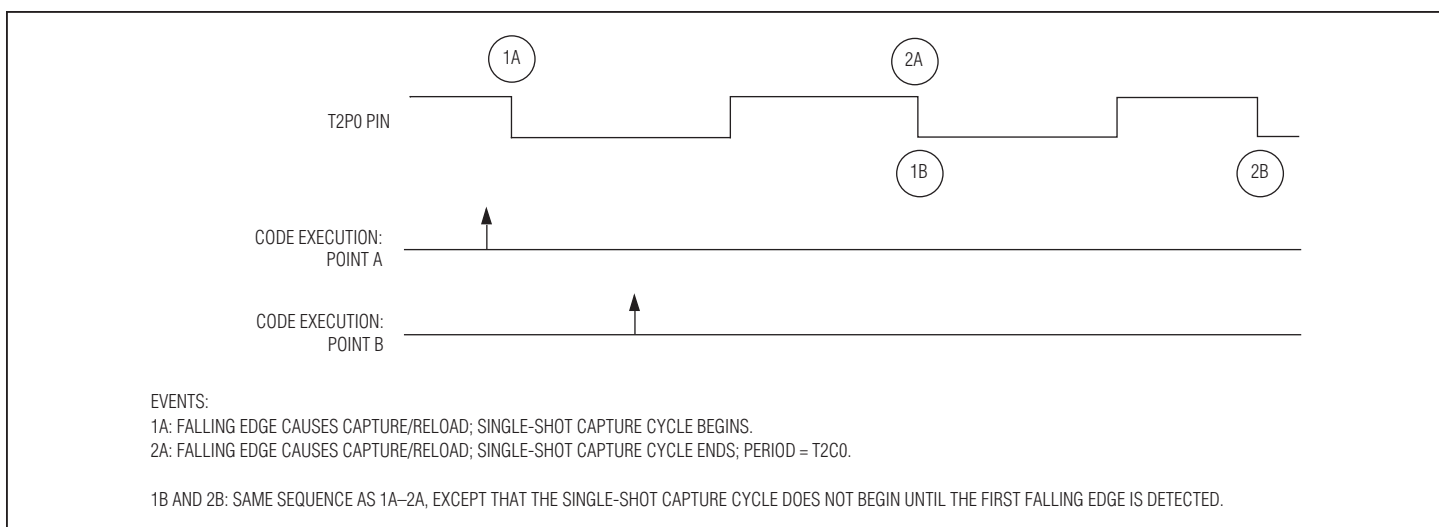 1A
2A
T2P0 PIN
1B
2B
CODE EXECUTION:
POINT A
CODE EXECUTION:
POINT B
EVENTS:
1A: FALLING EDGE CAUSES CAPTURE/RELOAD; SINGLE-SHOT CAPTURE CYCLE BEGINS.
2A: FALLING EDGE CAUSES CAPTURE/RELOAD; SINGLE-SHOT CAPTURE CYCLE ENDS; PERIOD = T2C0.
1B AND 2B: SAME SEQUENCE AS 1A–2A, EXCEPT THAT THE SINGLE-SHOT CAPTURE CYCLE DOES NOT BEGIN UNTIL THE FIRST FALLING EDGE IS DETECTED.